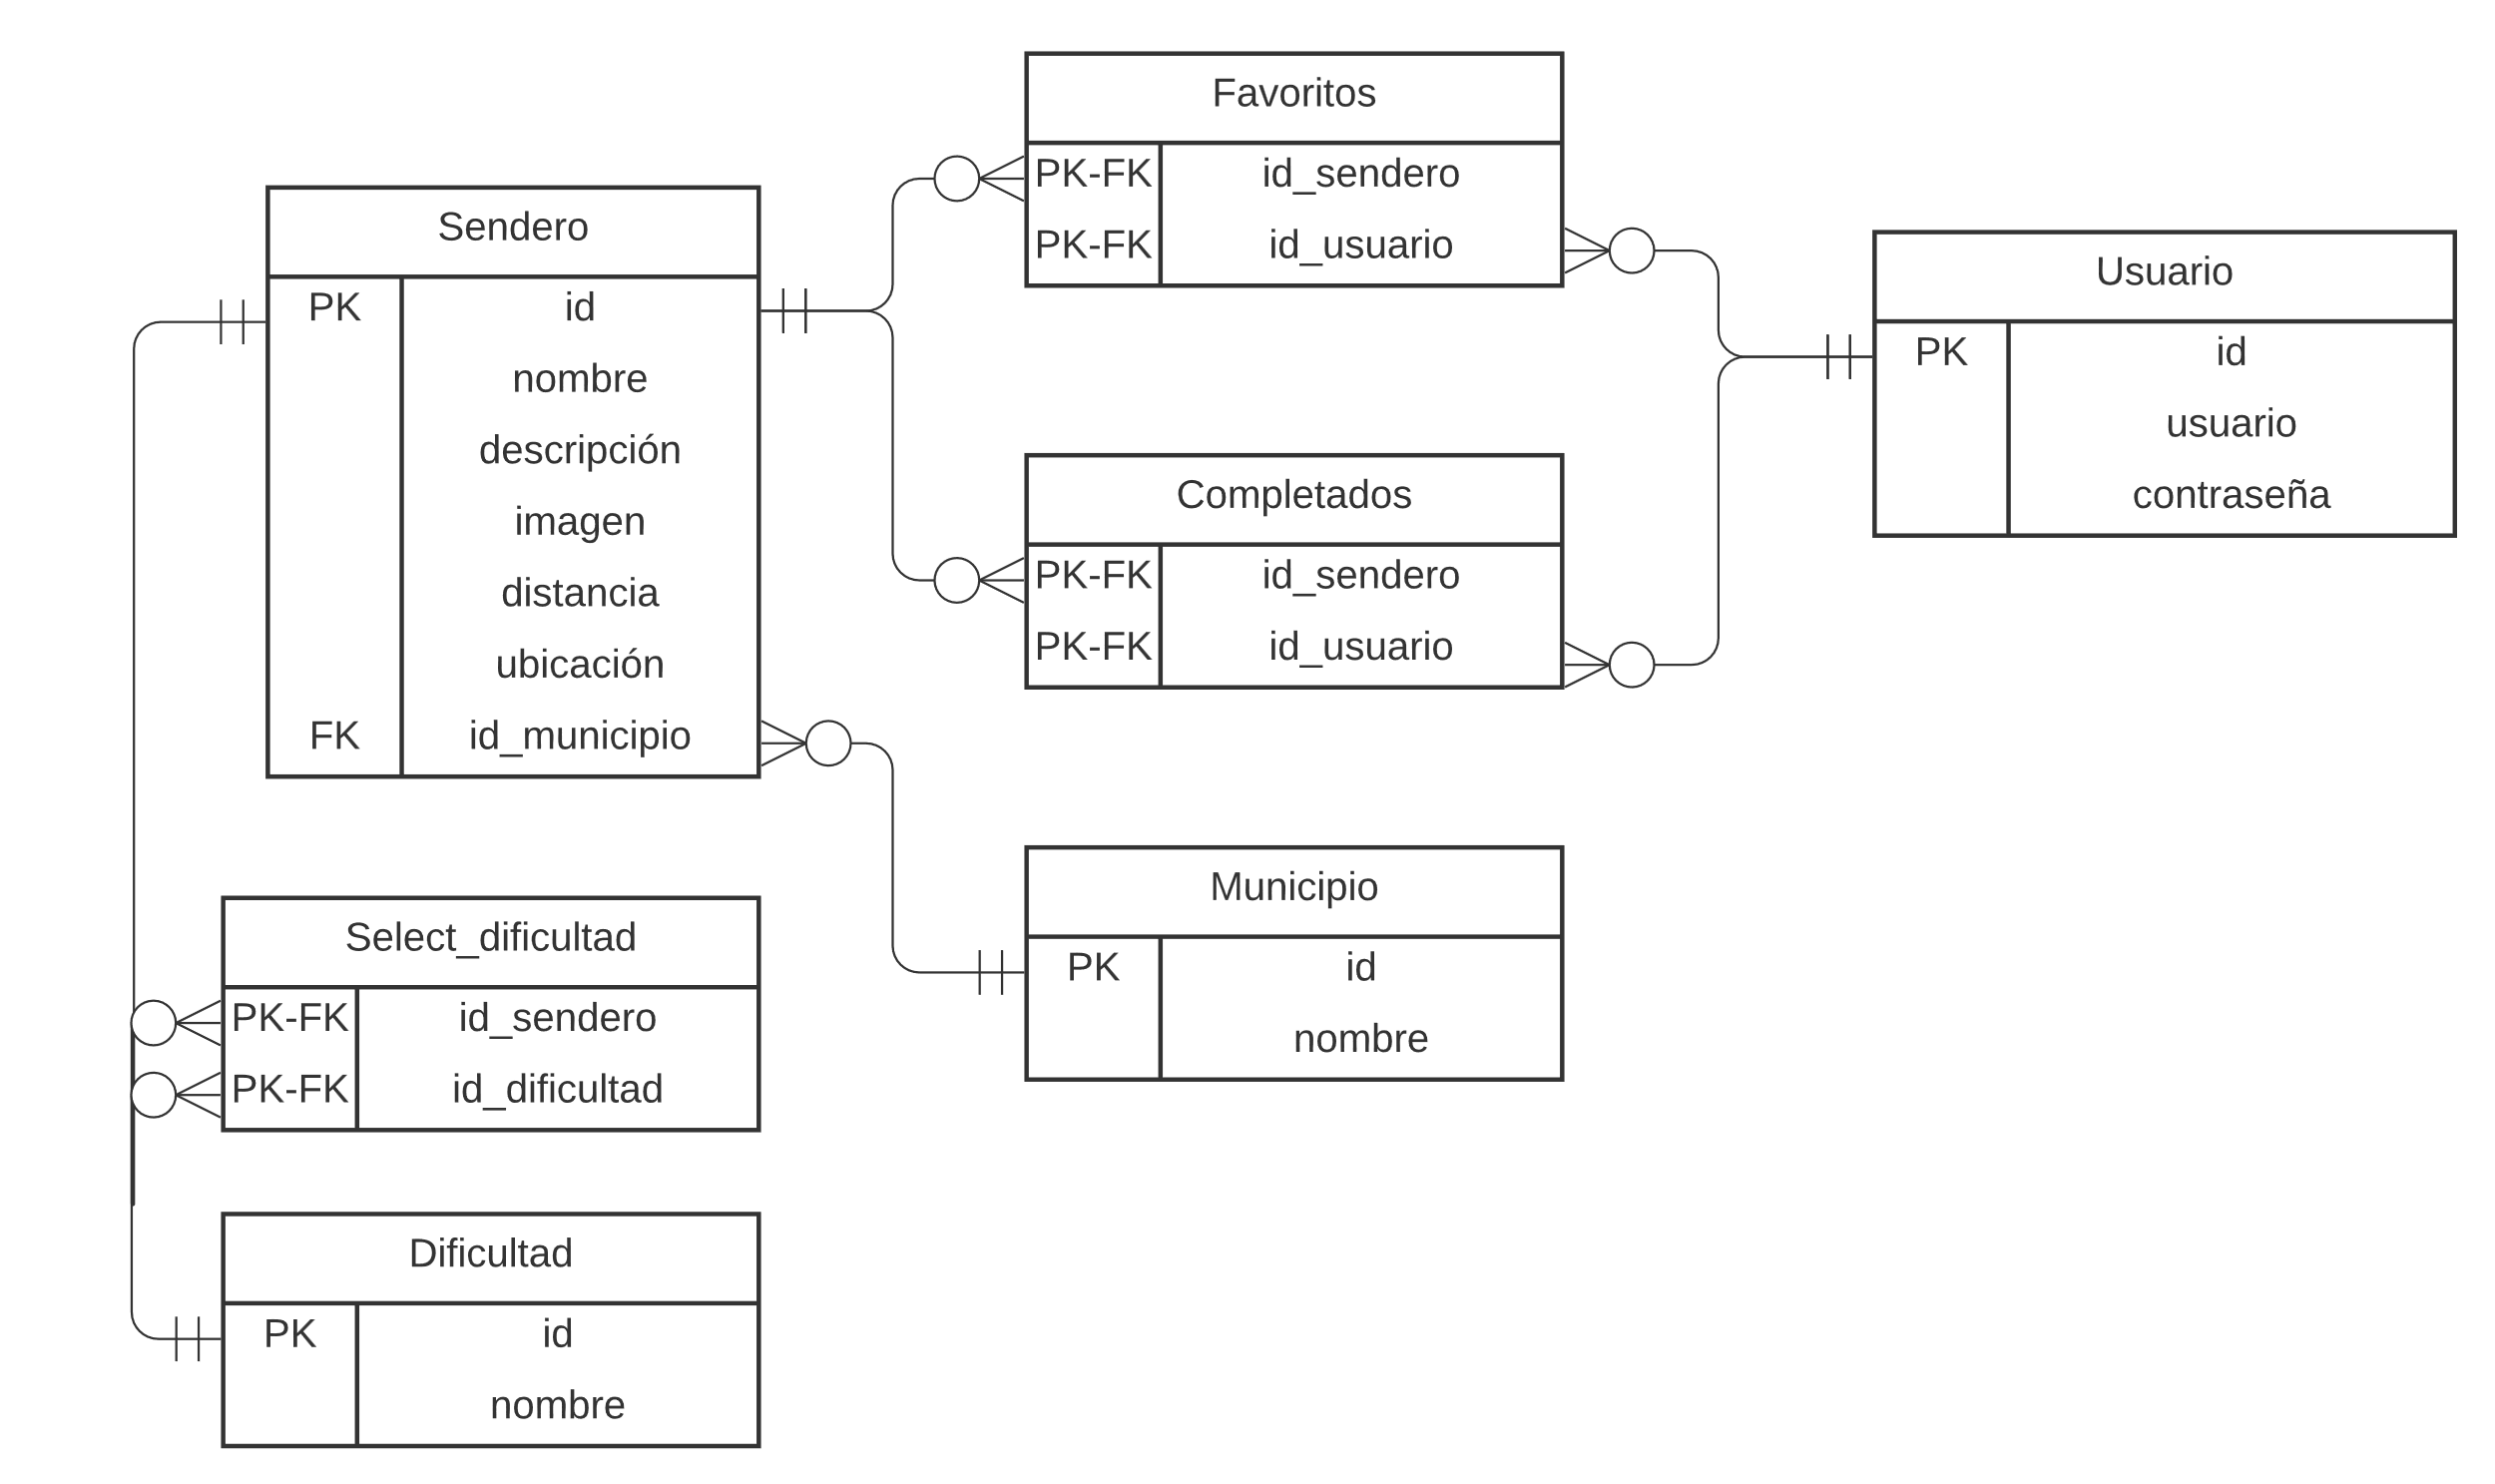 Favoritos
PK-FK id_sendero
PK-FK id_usuario
Sendero
PK id
nombre
descripción
imagen
distancia
ubicación
FK id_municipio
Usuario
PK id
usuario
contraseña
Completados
PK-FK id_sendero
PK-FK id_usuario
Municipio
PK id
nombre
Select_dificultad
PK-FK id_sendero
PK-FK id_dificultad
Dificultad
PK id
nombre